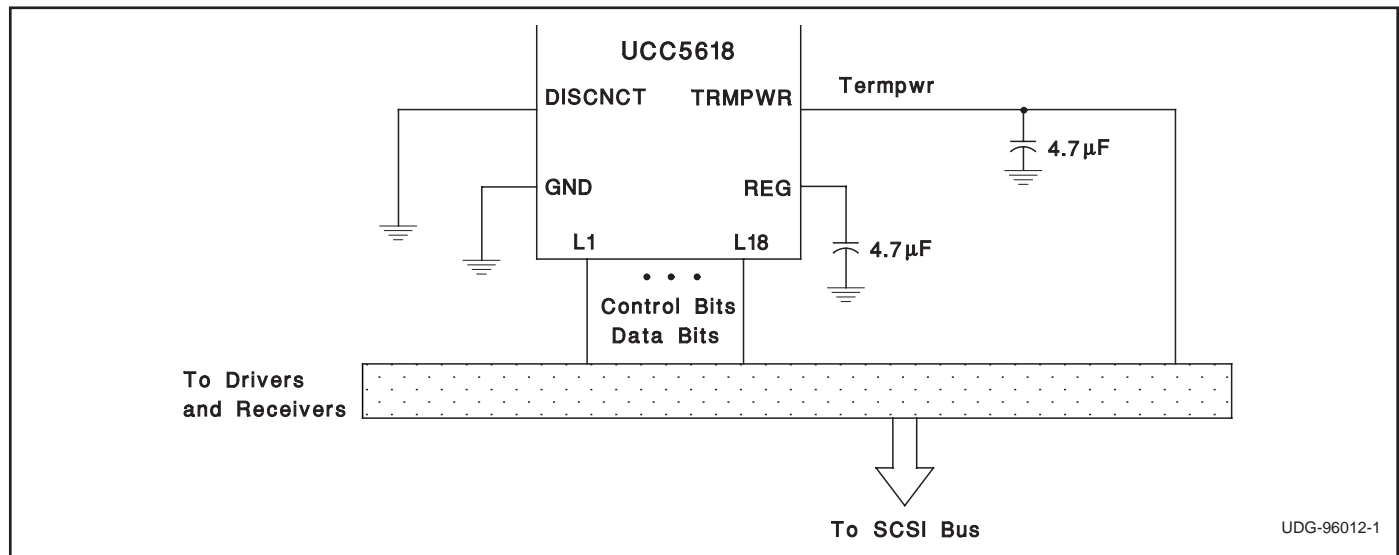 UCC5618
DISCNCT
TRMPWR
Termpwr
4.7µF
GND
REG
4.7µF
L1
L18
Control Bits
Data Bits
To Drivers
and Receivers
To SCSI Bus
UDG-96012-1